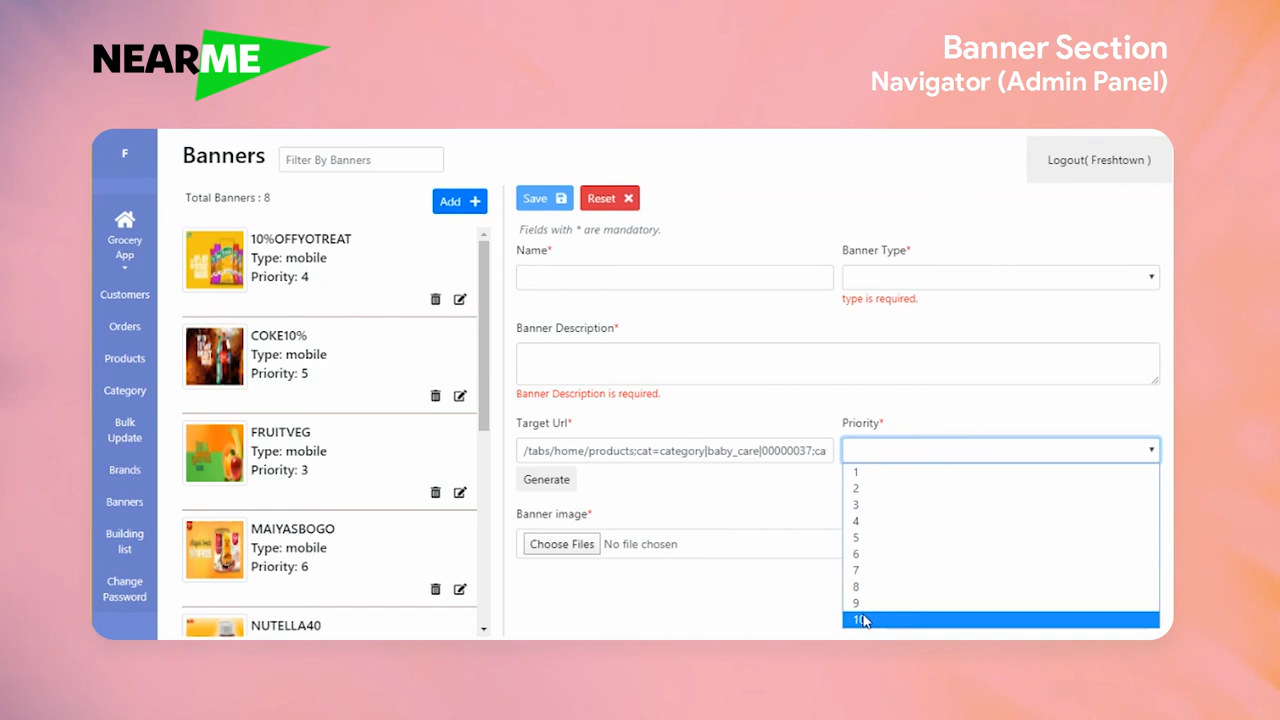 NEARME
Banner Section
Navigator (Admin Panel)
F
Grocery
App
Customers
Orders
Products
Category
Bulk
Update
Brands
Banners
Building
list
Change
Password
Banners
Filter By Banners
Logout( Freshtown )
Total Banners : 8
Add +
10%OFFYOTREAT
Type: mobile
Priority: 4
COKE10%
Type: mobile
Priority: 5
FRUITVEG
Type: mobile
Priority: 3
MAIYASBOGO
Type: mobile
Priority: 6
NUTELLA40
Save
Reset
Fields with * are mandatory.
Name*
Banner Type*
type is required.
Banner Description*
Banner Description is required.
Target Url*
Priority*
/tabs/home/products;cat=category|baby_care|00000037;ca
Generate
1
2
3
4
5
6
7
8
9
10
Banner image*
Choose Files No file chosen